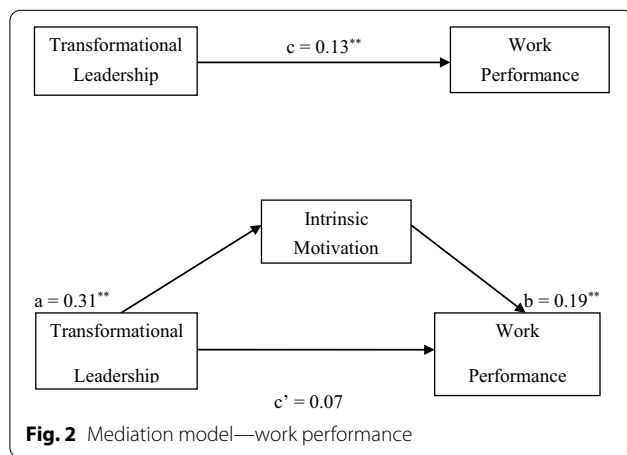 Transformational
Leadership
c = 0.13**
Work
Performance
Intrinsic
Motivation
a = 0.31**
b = 0.19**
Transformational
Leadership
Work
Performance
c' = 0.07
Fig. 2 Mediation model—work performance